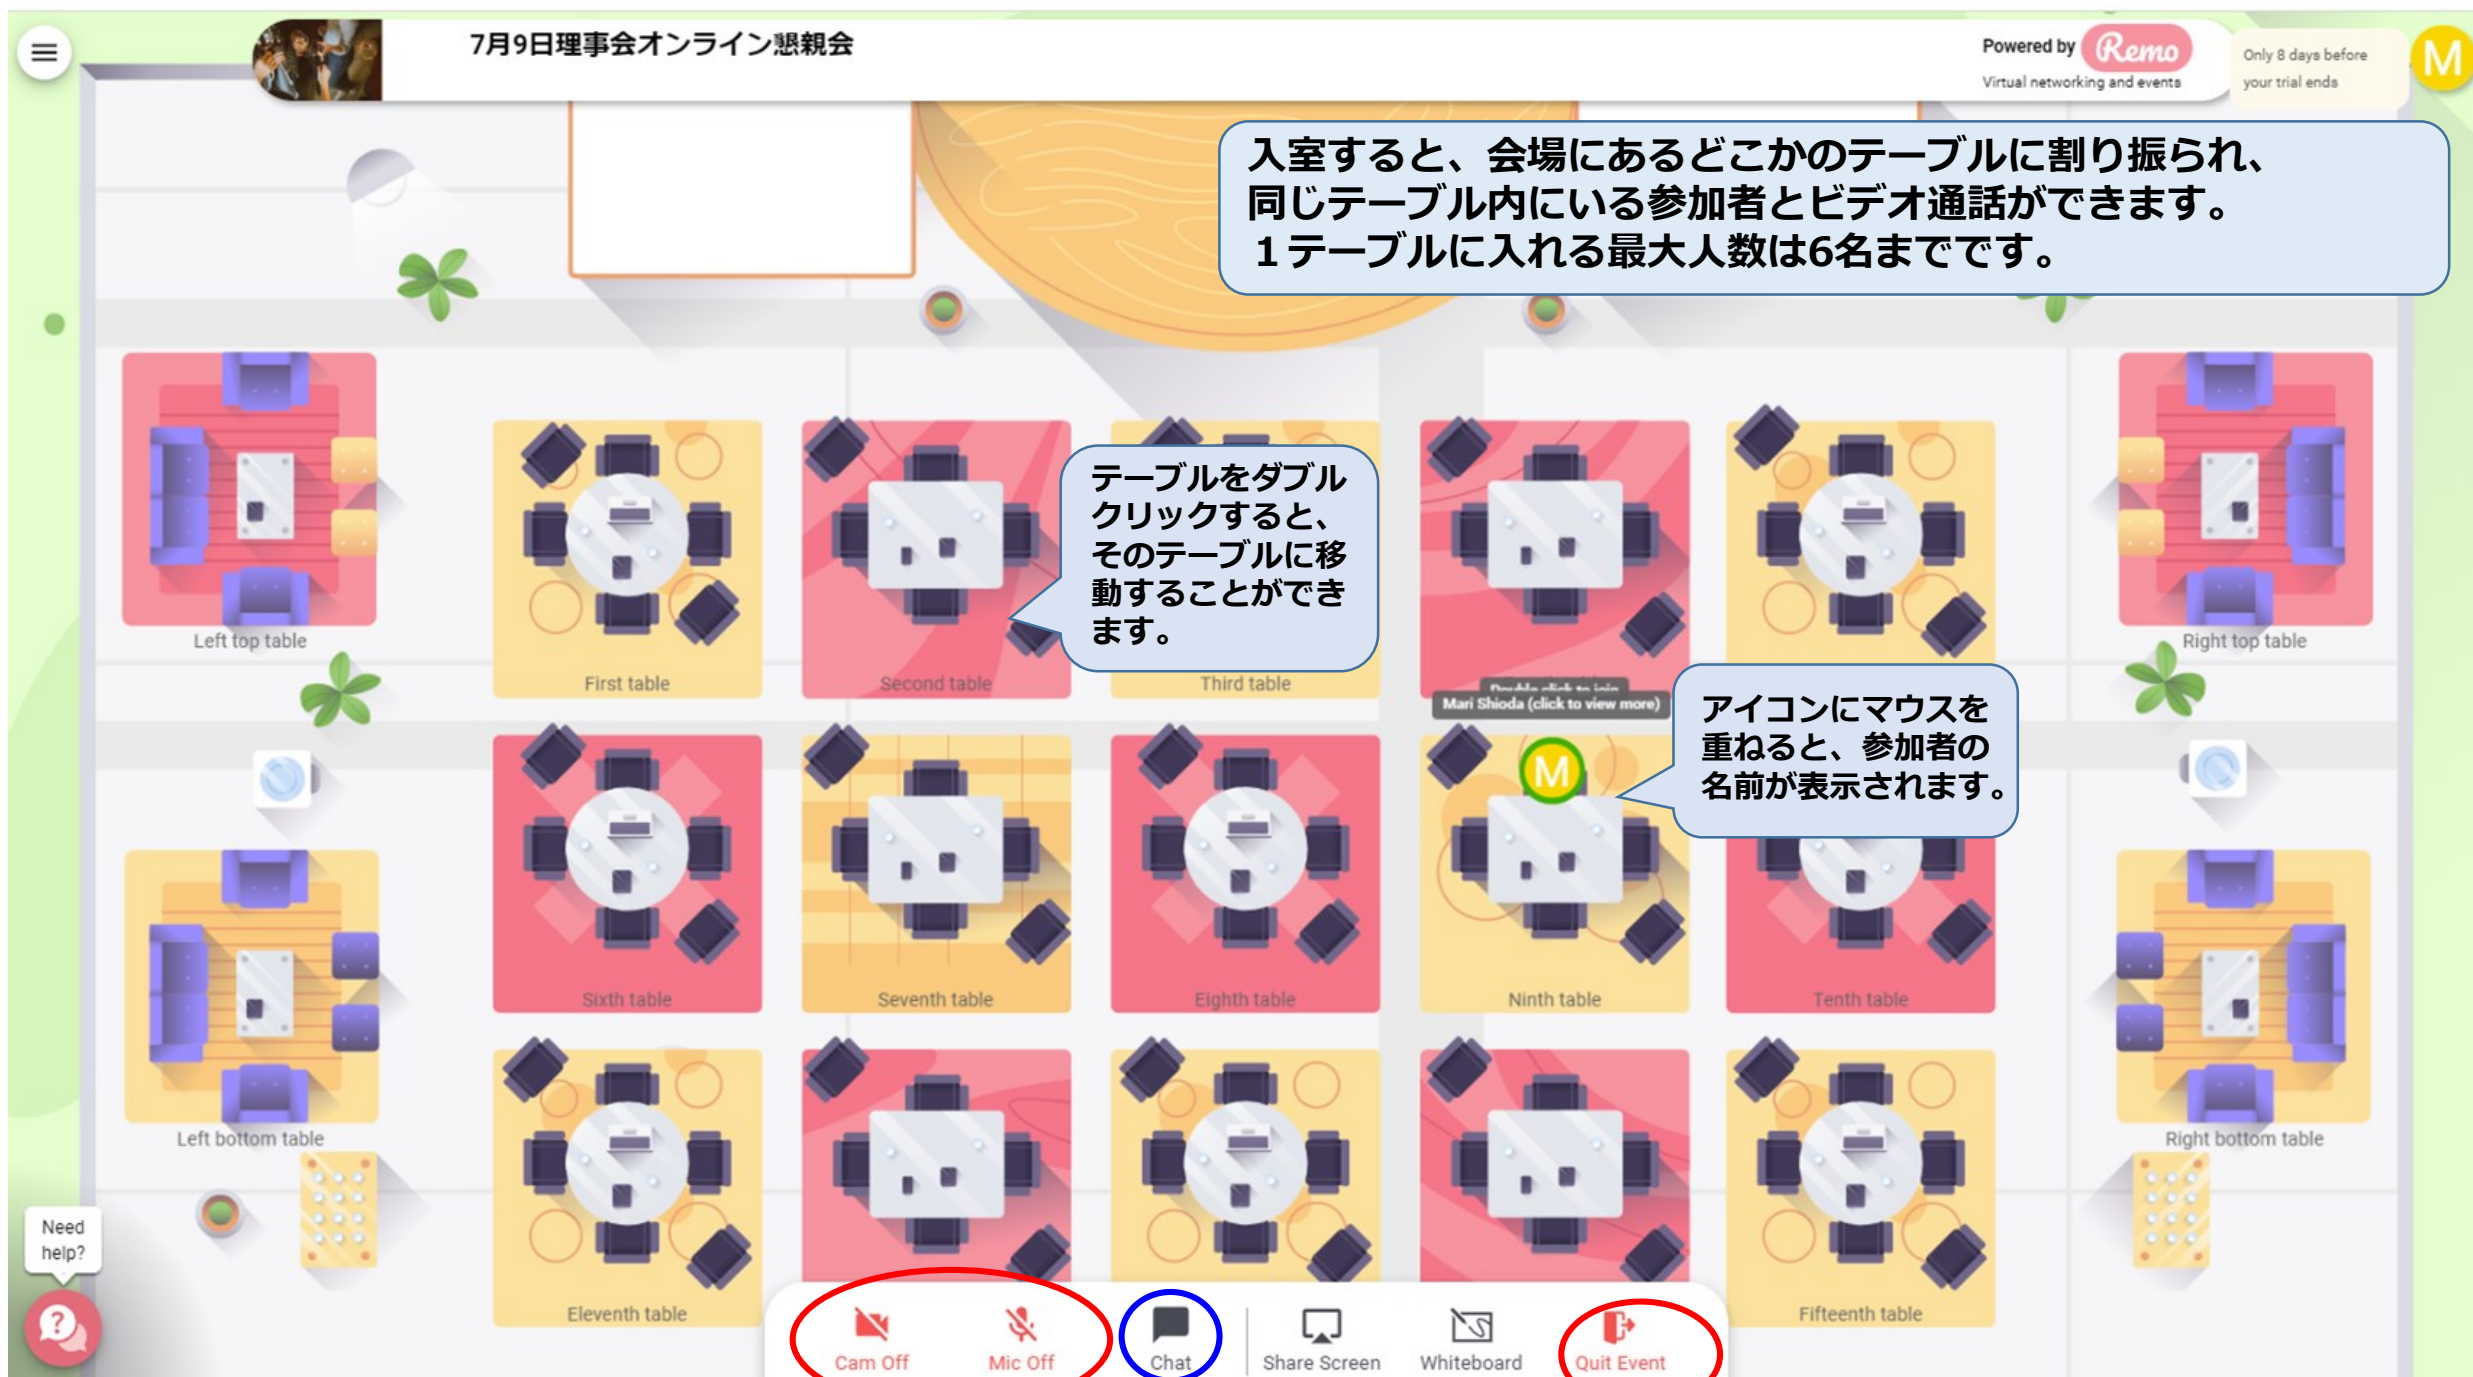 7月9日理事会オンライン懇親会
Powered by Remo
Virtual networking and events
Only 8 days before
your trial ends
M
入室すると、会場にあるどこかのテーブルに割り振られ、
同じテーブル内にいる参加者とビデオ通話ができます。
１テーブルに入れる最大人数は6名までです。
テーブルをダブル
クリックすると、
そのテーブルに移
動することができ
ます。
Left top table
First table
Second table
Third table
Right top table
Double click to join
Mari Shioda (click to view more)
アイコンにマウスを
重ねると、参加者の
名前が表示されます。
M
Sixth table
Seventh table
Eighth table
Ninth table
Tenth table
Left bottom table
Right bottom table
Need
help?
?
Eleventh table
Fifteenth table
Cam Off
Mic Off
Chat
Share Screen
Whiteboard
Quit Event